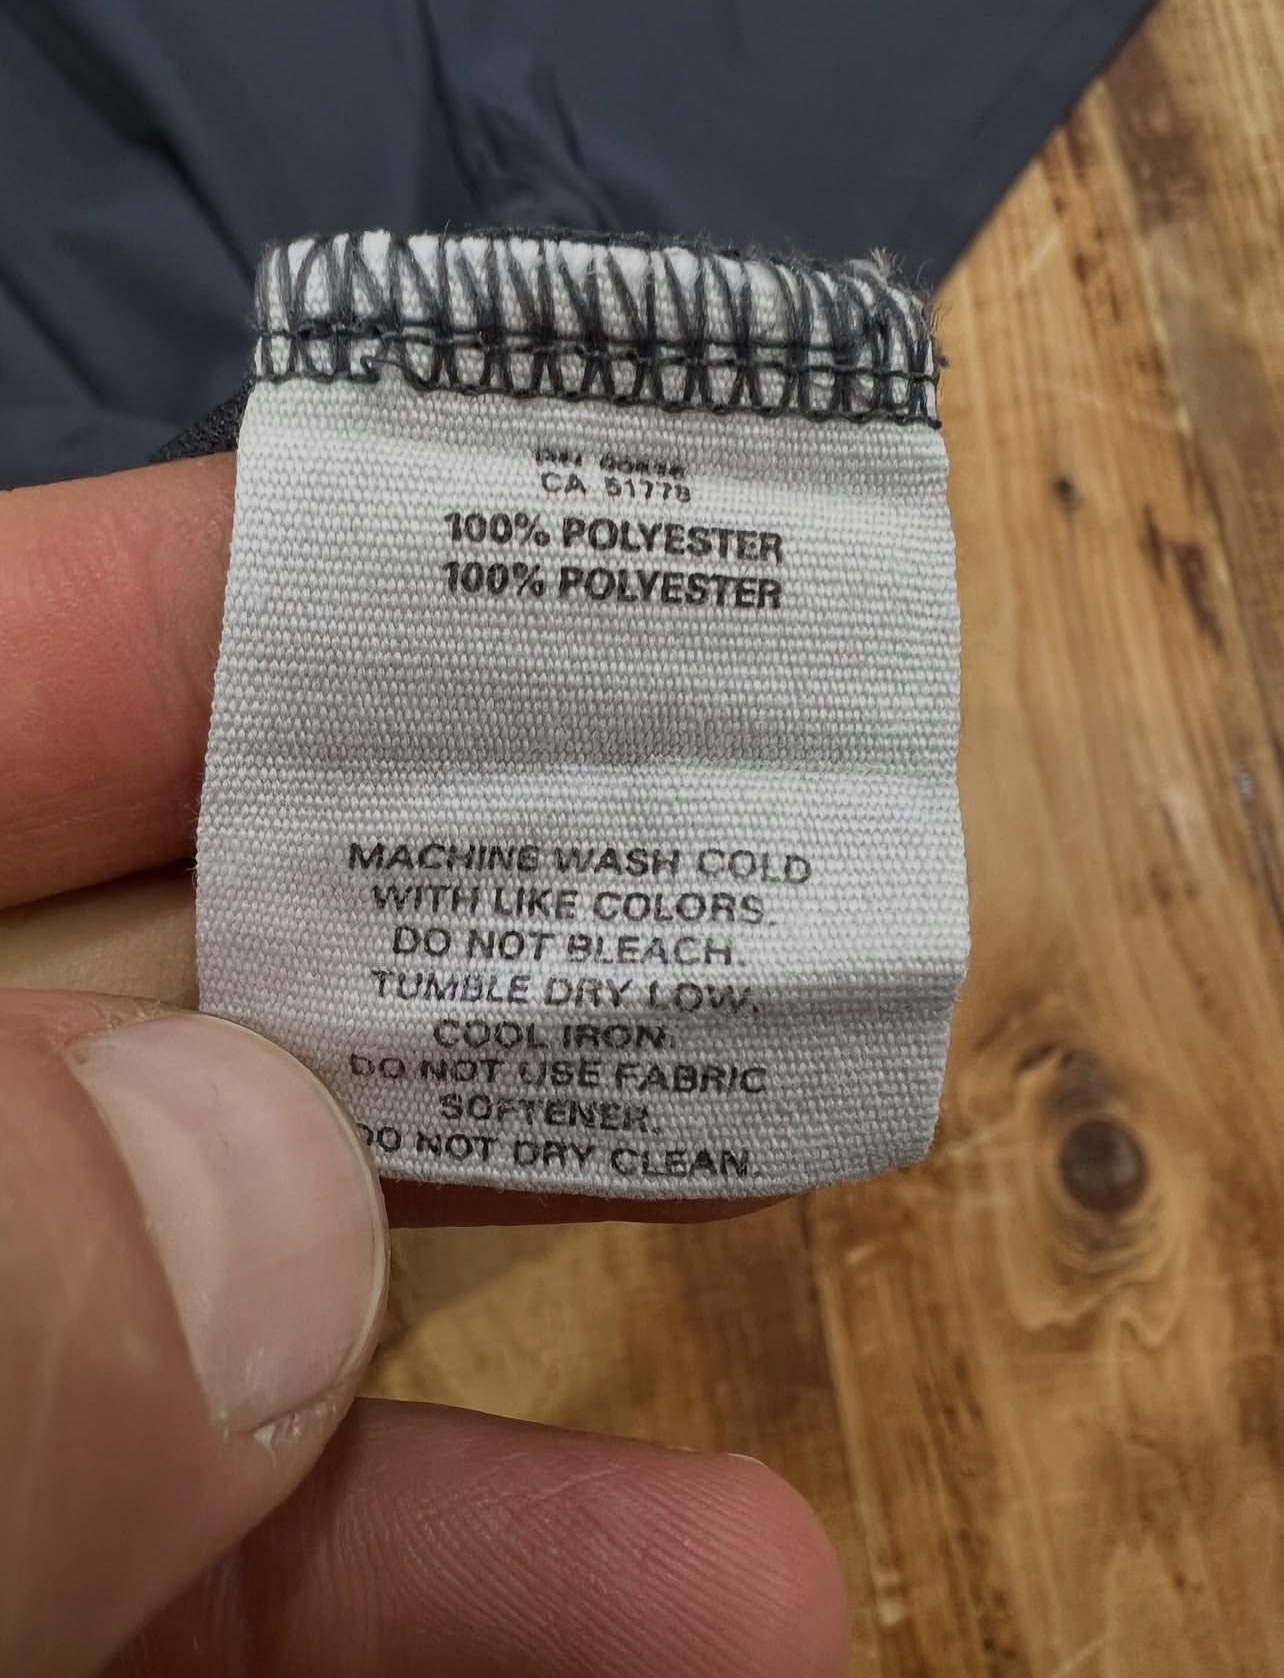 CA 51778
100% POLYESTER
100% POLYESTER
MACHINE WASH COLD
WITH LIKE COLORS.
DO NOT BLEACH.
TUMBLE DRY LOW.
COOL IRON.
DO NOT USE FABRIC
SOFTENER.
DO NOT DRY CLEAN.